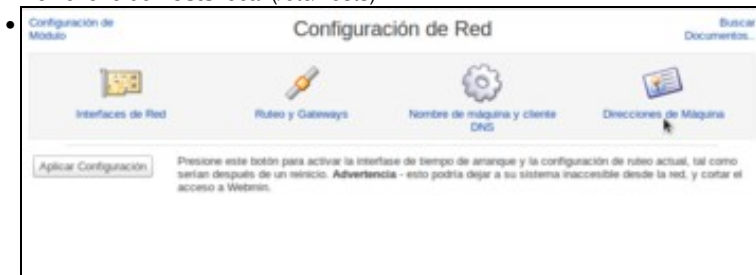 Configuración de
Módulo
Configuración de Red
Buscar
Documentos..
Interfaces de Red
Ruteo y Gateways
Nombre de máquina y cliente
DNS
Direcciones de Máquina
Aplicar Configuración
Presione este botón para activar la interfase de tiempo de arranque y la configuración de ruteo actual, tal como
serían después de un reinicio. Advertencia - esto podría dejar a su sistema inaccesible desde la red, y cortar el
acceso a Webmin.